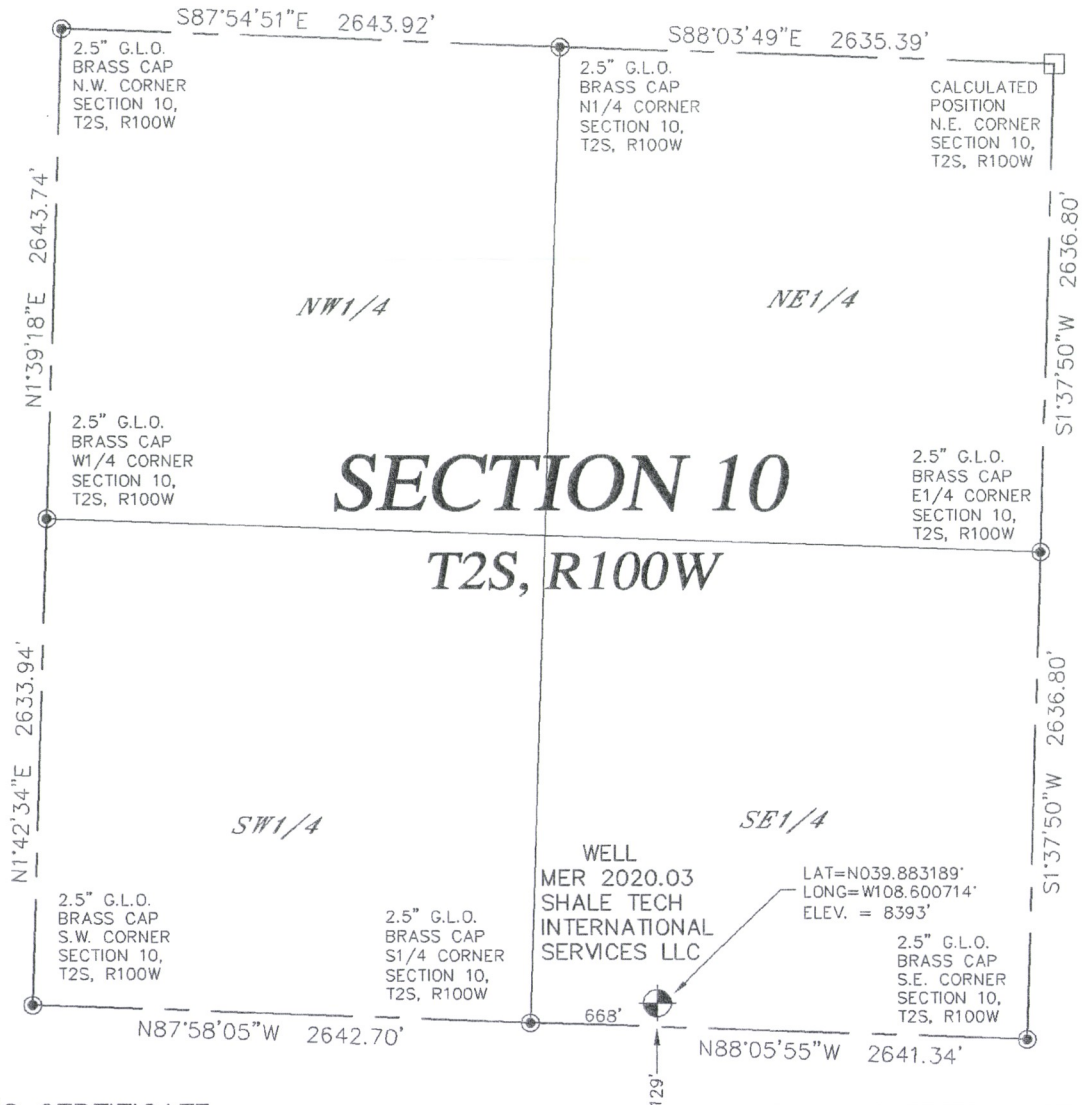 S87°54'51"E 2643.92'
S88°03'49"E 2635.39'
2.5" G.L.O.
BRASS CAP
N.W. CORNER
SECTION 10,
T2S, R100W
2.5" G.L.O.
BRASS CAP
N1/4 CORNER
SECTION 10,
T2S, R100W
CALCULATED
POSITION
N.E. CORNER
SECTION 10,
T2S, R100W
N1°39'18"E 2643.74'
S1°37'50"W 2636.80'
NW1/4
NE1/4
2.5" G.L.O.
BRASS CAP
W1/4 CORNER
SECTION 10,
T2S, R100W
2.5" G.L.O.
BRASS CAP
E1/4 CORNER
SECTION 10,
T2S, R100W
SECTION 10
T2S, R100W
N1°42'34"E 2633.94'
S1°37'50"W 2636.80'
SW1/4
SE1/4
WELL
MER 2020.03
SHALE TECH
INTERNATIONAL
SERVICES LLC
LAT=N039.883189°
LONG=W108.600714°
ELEV. = 8393'
2.5" G.L.O.
BRASS CAP
S.W. CORNER
SECTION 10,
T2S, R100W
2.5" G.L.O.
BRASS CAP
S1/4 CORNER
SECTION 10,
T2S, R100W
2.5" G.L.O.
BRASS CAP
S.E. CORNER
SECTION 10,
T2S, R100W
668'
N87°58'05"W 2642.70'
N88°05'55"W 2641.34'
129'